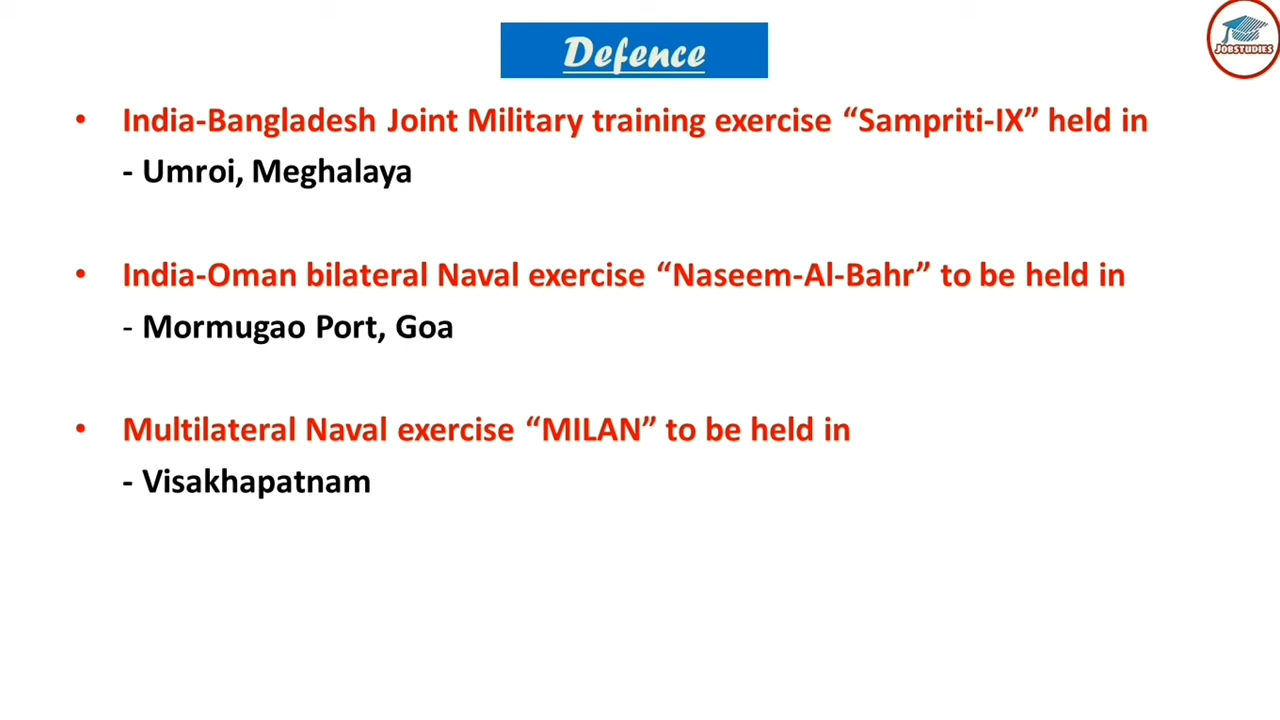 Defence
JOBSTUDIES
• India-Bangladesh Joint Military training exercise “Sampriti-IX” held in
- Umroi, Meghalaya
• India-Oman bilateral Naval exercise “Naseem-Al-Bahr” to be held in
- Mormugao Port, Goa
• Multilateral Naval exercise “MILAN” to be held in
- Visakhapatnam